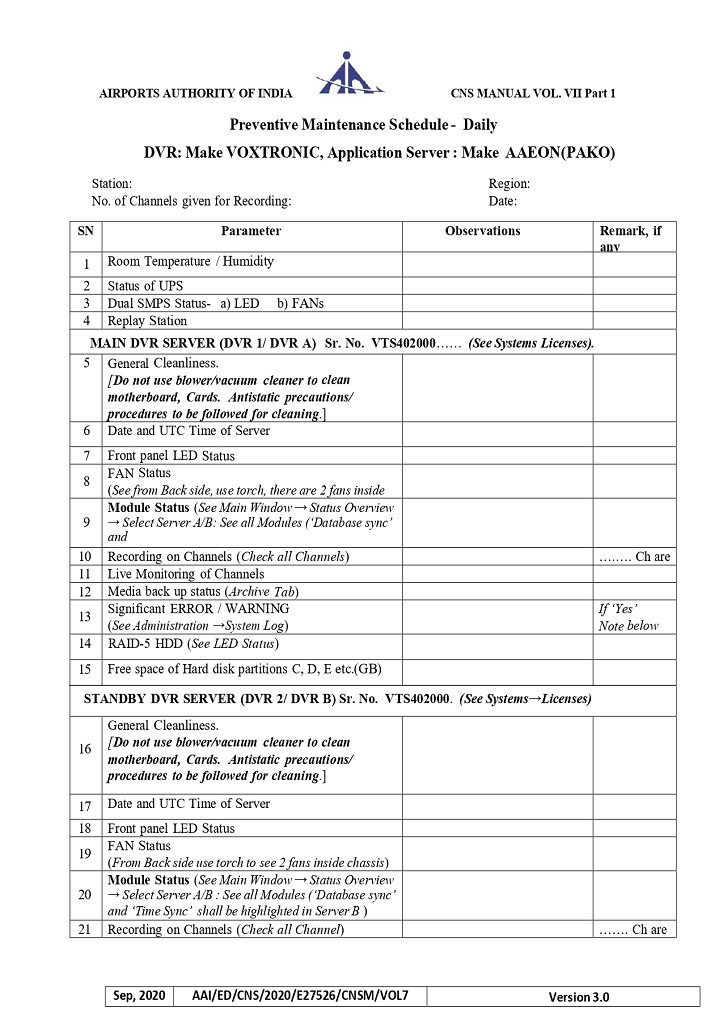 AIRPORTS AUTHORITY OF INDIA CNS MANUAL VOL. VII Part 1
Preventive Maintenance Schedule - Daily
DVR: Make VOXTRONIC, Application Server : Make AAEON(PAKO)
Station: Region:
No. of Channels given for Recording: Date:
SN Parameter Observations Remark, if
any
1 Room Temperature / Humidity
2 Status of UPS
3 Dual SMPS Status- a) LED b) FANs
4 Replay Station
MAIN DVR SERVER (DVR 1/ DVR A) Sr. No. VTS402000…… (See Systems Licenses).
5 General Cleanliness.
[Do not use blower/vacuum cleaner to clean
motherboard, Cards. Antistatic precautions/
procedures to be followed for cleaning.]
6 Date and UTC Time of Server
7 Front panel LED Status
8 FAN Status
(See from Back side, use torch, there are 2 fans inside
9 Module Status (See Main Window → Status Overview
→ Select Server A/B: See all Modules (‘Database sync’
and
10 Recording on Channels (Check all Channels) …….. Ch are
11 Live Monitoring of Channels
12 Media back up status (Archive Tab)
13 Significant ERROR / WARNING If ‘Yes’
(See Administration →System Log) Note below
14 RAID-5 HDD (See LED Status)
15 Free space of Hard disk partitions C, D, E etc.(GB)
STANDBY DVR SERVER (DVR 2/ DVR B) Sr. No. VTS402000. (See Systems→Licenses)
16 General Cleanliness.
[Do not use blower/vacuum cleaner to clean
motherboard, Cards. Antistatic precautions/
procedures to be followed for cleaning.]
17 Date and UTC Time of Server
18 Front panel LED Status
19 FAN Status
(From Back side use torch to see 2 fans inside chassis)
20 Module Status (See Main Window → Status Overview
→ Select Server A/B : See all Modules (‘Database sync’
and ‘Time Sync’ shall be highlighted in Server B )
21 Recording on Channels (Check all Channel) ……. Ch are
Sep, 2020 AAI/ED/CNS/2020/E27526/CNSM/VOL7 Version 3.0